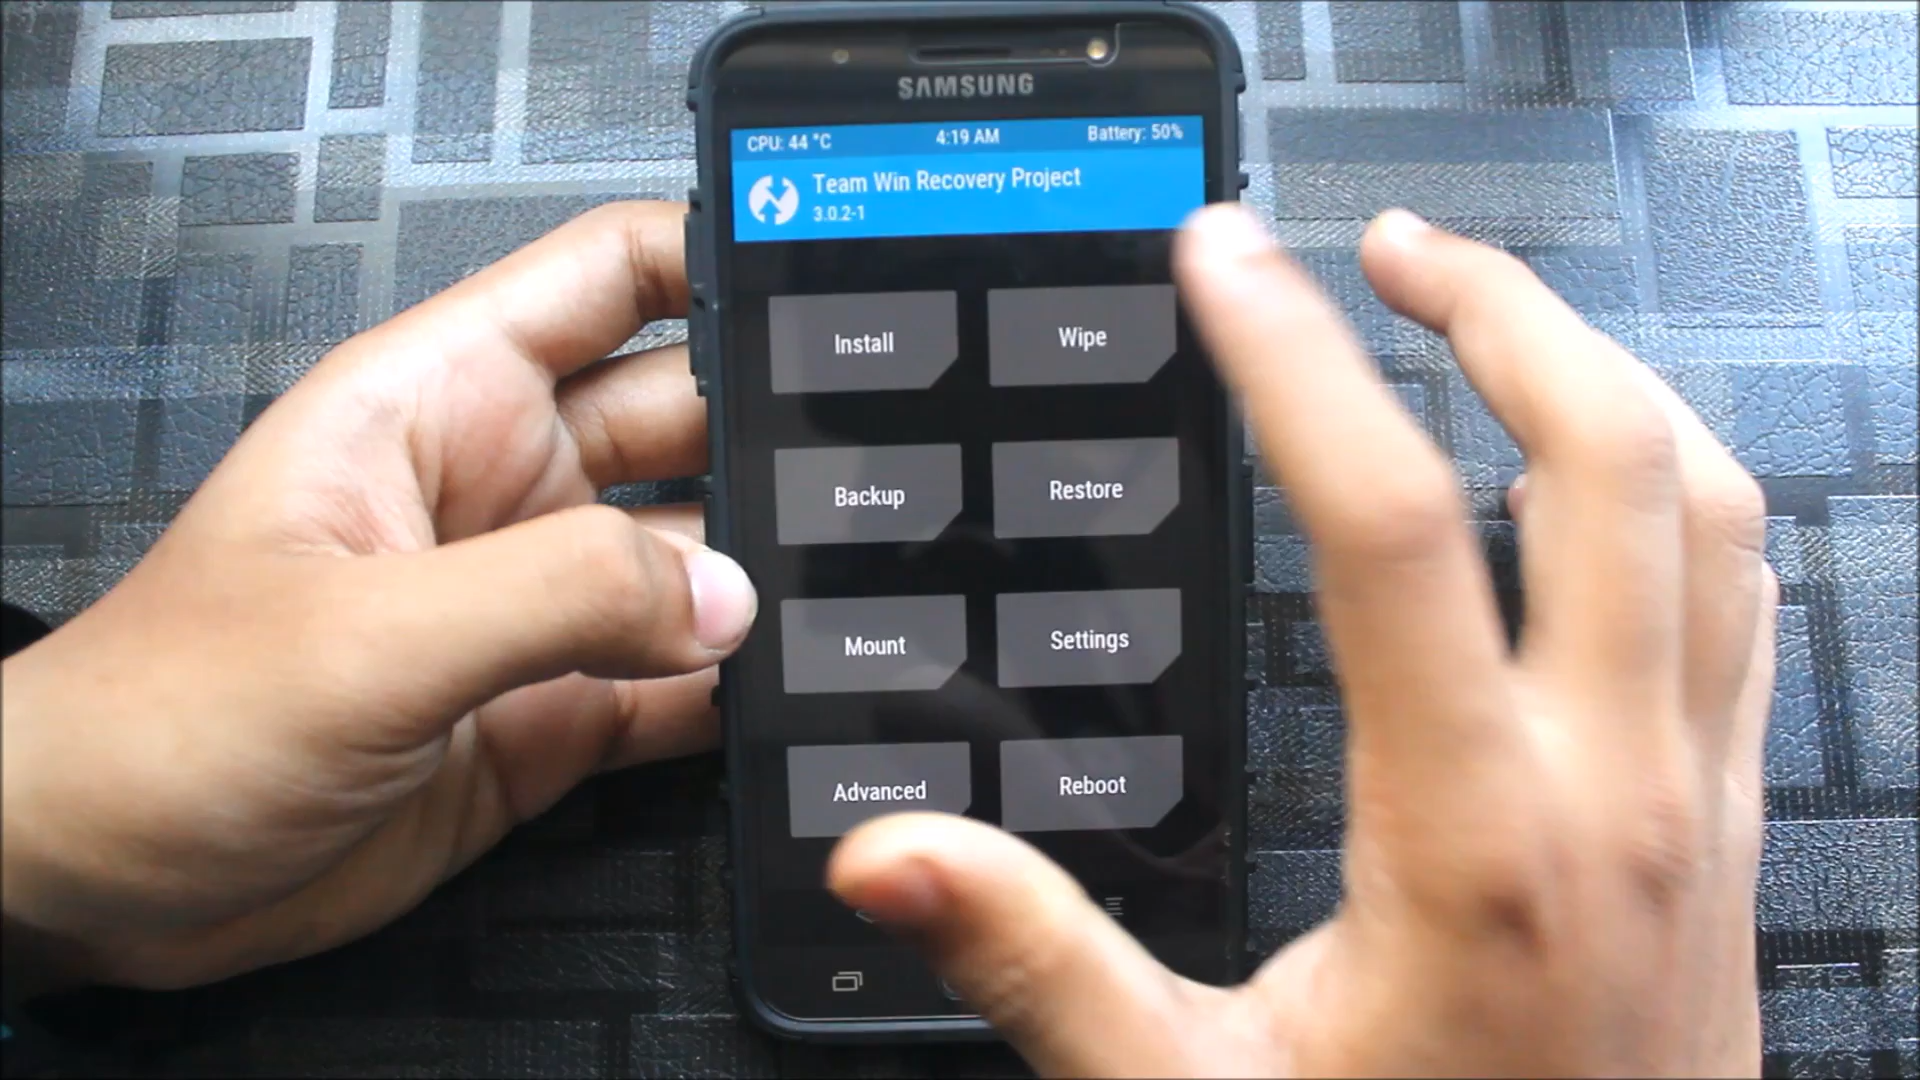 SAMSUNG
CPU: 44 °C 4:19 AM Battery: 50%
Team Win Recovery Project
3.0.2-1
Install Wipe
Backup Restore
Mount Settings
Advanced Reboot